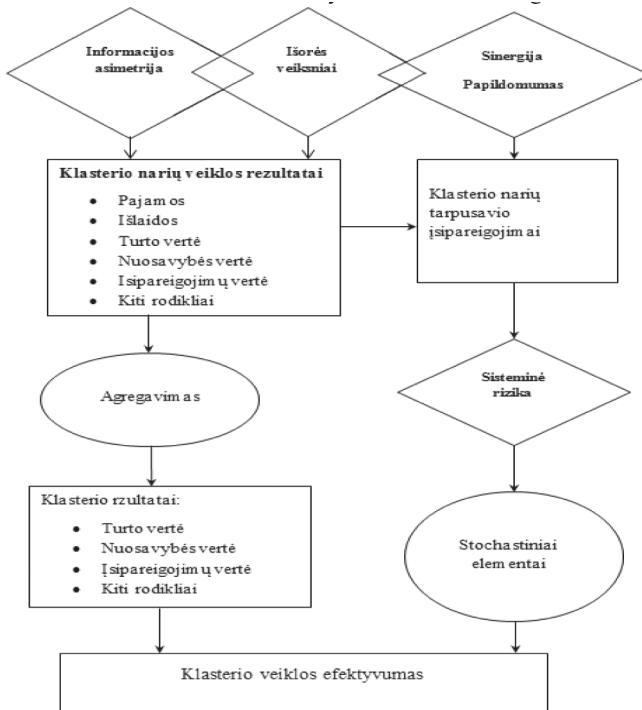 Informacijos
asimetrija
Išorės
veiksniai
Sinergija
Papildomumas
Klasterio narių veiklos rezultatai
• Pajamos
• Išlaidos
• Turto vertė
• Nuosavybės vertė
• Isipareigojimų vertė
• Kiti rodikliai
Klasterio narių
tarpusavio
įsipareigojimai
Agregavimas
Sisteminė
rizika
Klasterio rzultatai:
• Turto vertė
• Nuosavybės vertė
• Įsipareigojimų vertė
• Kiti rodikliai
Stochastiniai
elementai
Klasterio veiklos efektyvumas